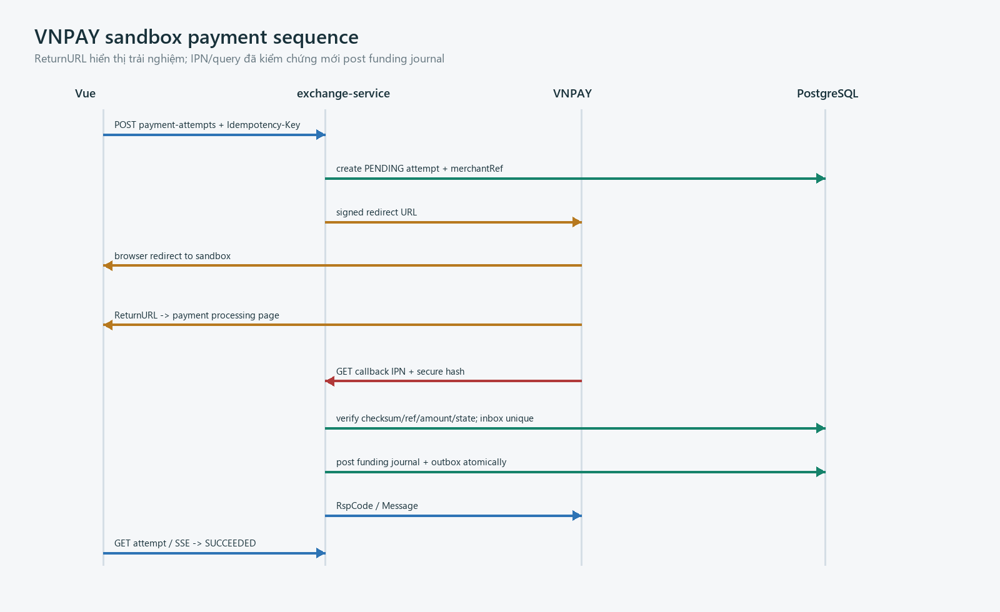 VNPAY sandbox payment sequence
ReturnURL hiển thị trải nghiệm; IPN/query đã kiểm chứng mới post funding journal
Vue exchange-service VNPAY PostgreSQL
POST payment-attempts + Idempotency-Key
create PENDING attempt + merchantRef
signed redirect URL
browser redirect to sandbox
ReturnURL -> payment processing page
GET callback IPN + secure hash
verify checksum/ref/amount/state; inbox unique
post funding journal + outbox atomically
RspCode / Message
GET attempt / SSE -> SUCCEEDED